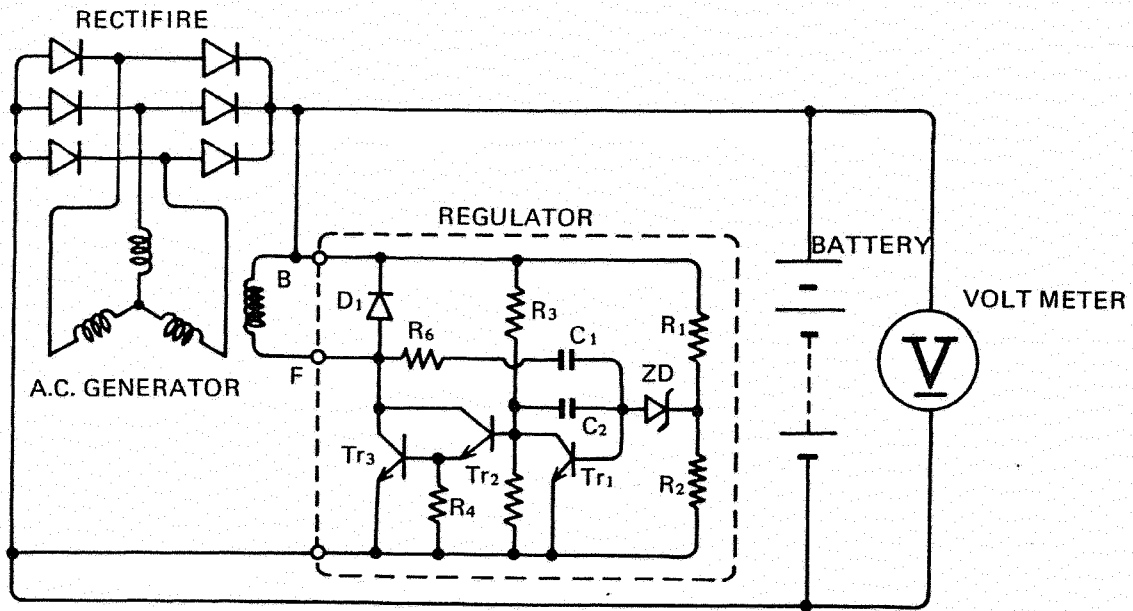 RECTIFIRE
REGULATOR
BATTERY
B
D₁
R₃
VOLT METER
R₆
C₁
R₁
V
F
ZD
A.C. GENERATOR
C₂
Tr₃
Tr₂
Tr₁
R₂
R₄